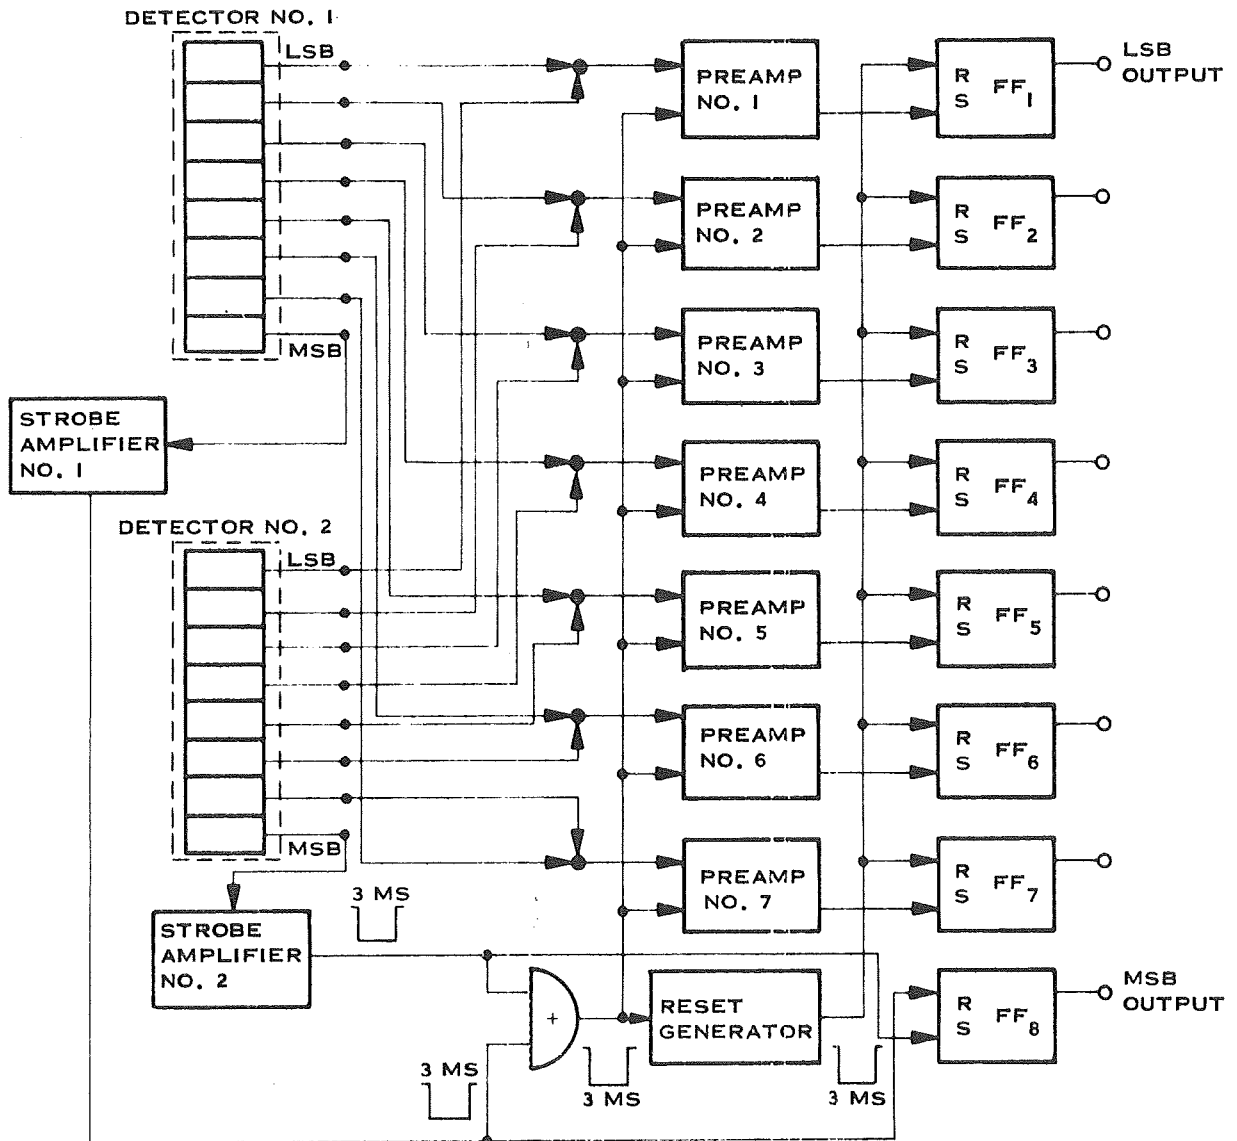 DETECTOR NO. 1
LSB
MSB
STROBE
AMPLIFIER
NO. 1
DETECTOR NO. 2
LSB
MSB
3 MS
STROBE
AMPLIFIER
NO. 2
PREAMP
NO. 1
PREAMP
NO. 2
PREAMP
NO. 3
PREAMP
NO. 4
PREAMP
NO. 5
PREAMP
NO. 6
PREAMP
NO. 7
+
RESET
GENERATOR
3 MS
3 MS
3 MS
R
S FF1
LSB
OUTPUT
R
S FF2
R
S FF3
R
S FF4
R
S FF5
R
S FF6
R
S FF7
R
S FF8
MSB
OUTPUT